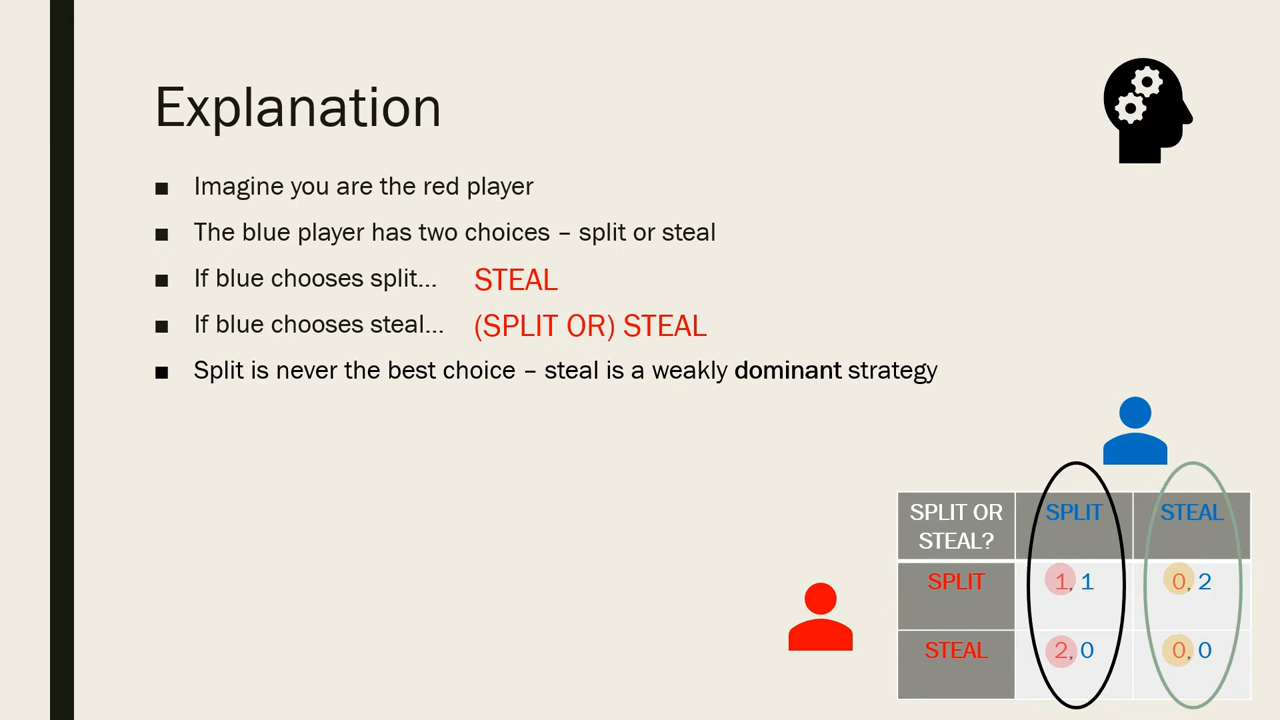 Explanation
■ Imagine you are the red player
■ The blue player has two choices – split or steal
■ If blue chooses split... STEAL
■ If blue chooses steal... (SPLIT OR) STEAL
■ Split is never the best choice – steal is a weakly dominant strategy
SPLIT OR STEAL? SPLIT STEAL
SPLIT 1, 1 0, 2
STEAL 2, 0 0, 0